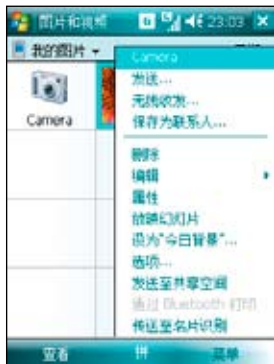 图片和视频
23:03
我的图片
Camera
Camera
发送...
无线收发...
保存为联系人...
删除
编辑
属性
放映幻灯片
设为"今日背景"...
选项...
发送至共享空间
通过 Bluetooth 打印
传送至名片识别
查看
拼
菜单